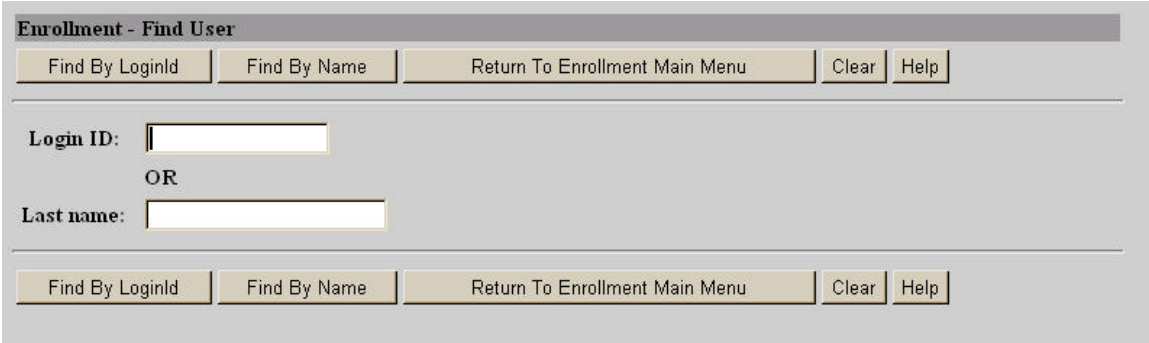 Enrollment - Find User
Find By LoginId Find By Name Return To Enrollment Main Menu Clear Help
Login ID:
OR
Last name:
Find By LoginId Find By Name Return To Enrollment Main Menu Clear Help